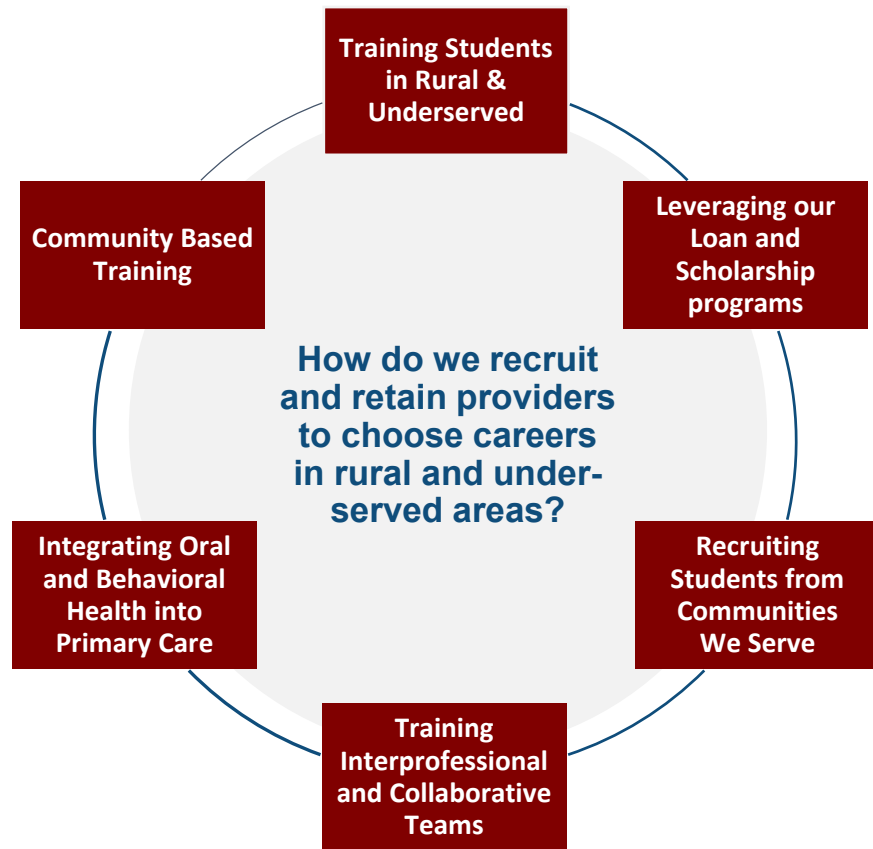 Training Students
in Rural &
Underserved
Leveraging our
Loan and
Scholarship
programs
Recruiting
Students from
Communities
We Serve
Training
Interprofessional
and Collaborative
Teams
Integrating Oral
and Behavioral
Health into
Primary Care
Community Based
Training
How do we recruit
and retain providers
to choose careers
in rural and under-
served areas?